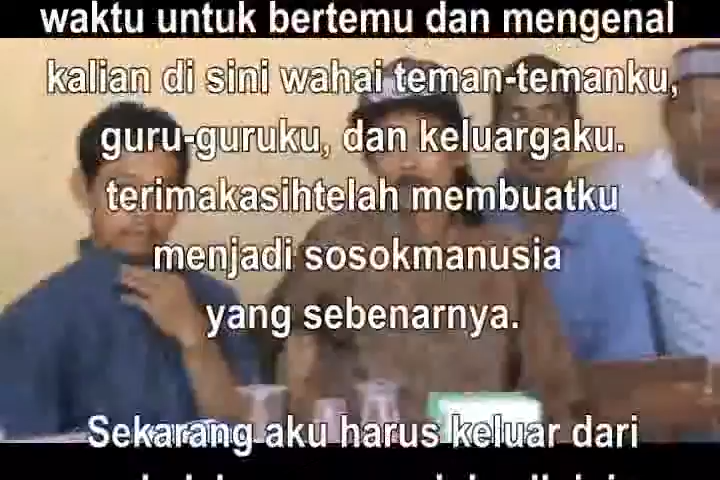 waktu untuk bertemu dan mengenal
kalian di sini wahai teman-temanku,
guru-guruku, dan keluargaku.
terimakasihtelah membuatku
menjadi sosokmanusia
yang sebenarnya.
Sekarang aku harus keluar dari